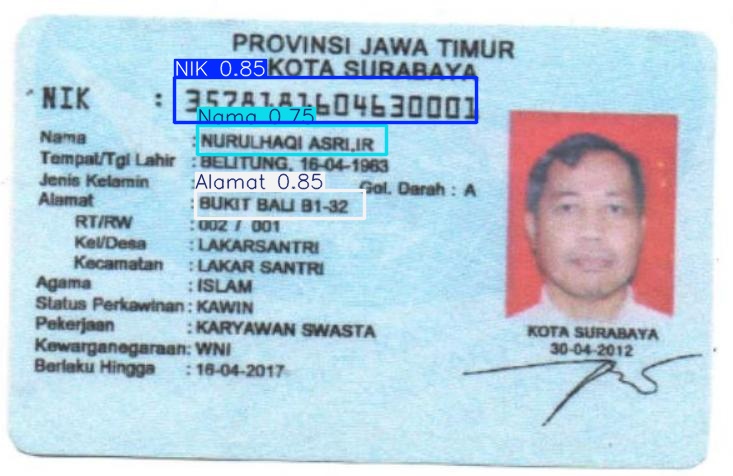 PROVINSI JAWA TIMUR
NIK 0.85 KOTA SURABAYA
NIK : 3578181604630001
Nama 0.75
Nama : NURULHAQI ASRI,IR
Tempat/Tgl Lahir : BELITUNG, 16-04-1963
Jenis Kelamin : Alamat 0.85 Gol. Darah : A
Alamat : BUKIT BALI B1-32
RT/RW : 002 / 001
Kel/Desa : LAKARSANTRI
Kecamatan : LAKAR SANTRI
Agama : ISLAM
Status Perkawinan : KAWIN
Pekerjaan : KARYAWAN SWASTA
Kewarganegaraan: WNI
Berlaku Hingga : 16-04-2017
KOTA SURABAYA
30-04-2012